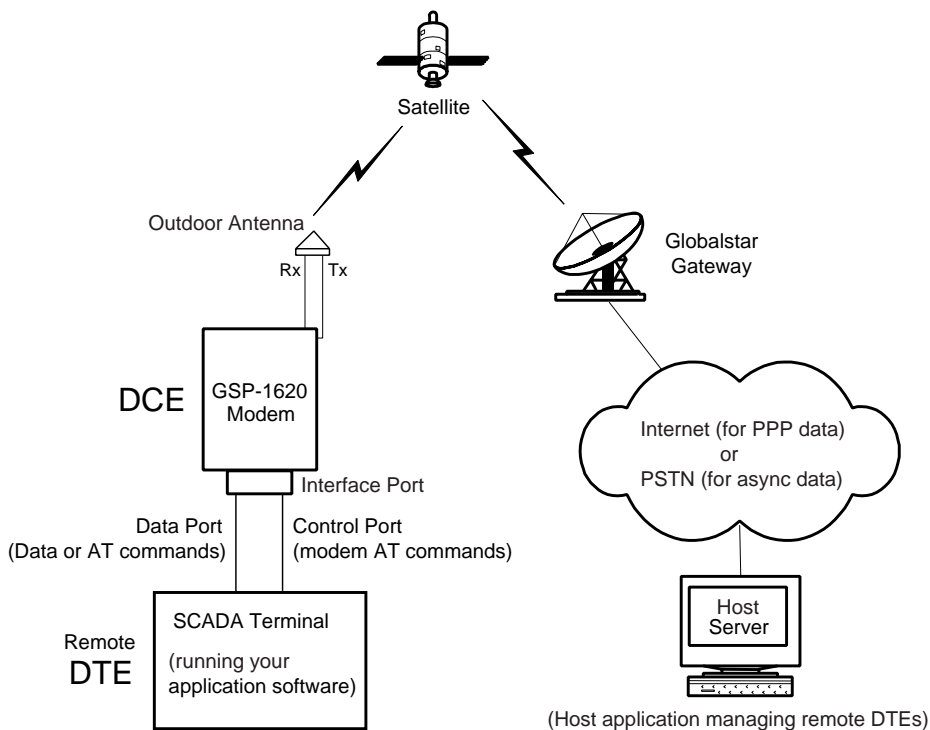 Satellite
Outdoor Antenna
Rx Tx
Globalstar
Gateway
DCE
GSP-1620
Modem
Internet (for PPP data)
or
PSTN (for async data)
Interface Port
Data Port
(Data or AT commands)
Control Port
(modem AT commands)
Remote
DTE
SCADA Terminal
(running your
application software)
Host
Server
(Host application managing remote DTEs)